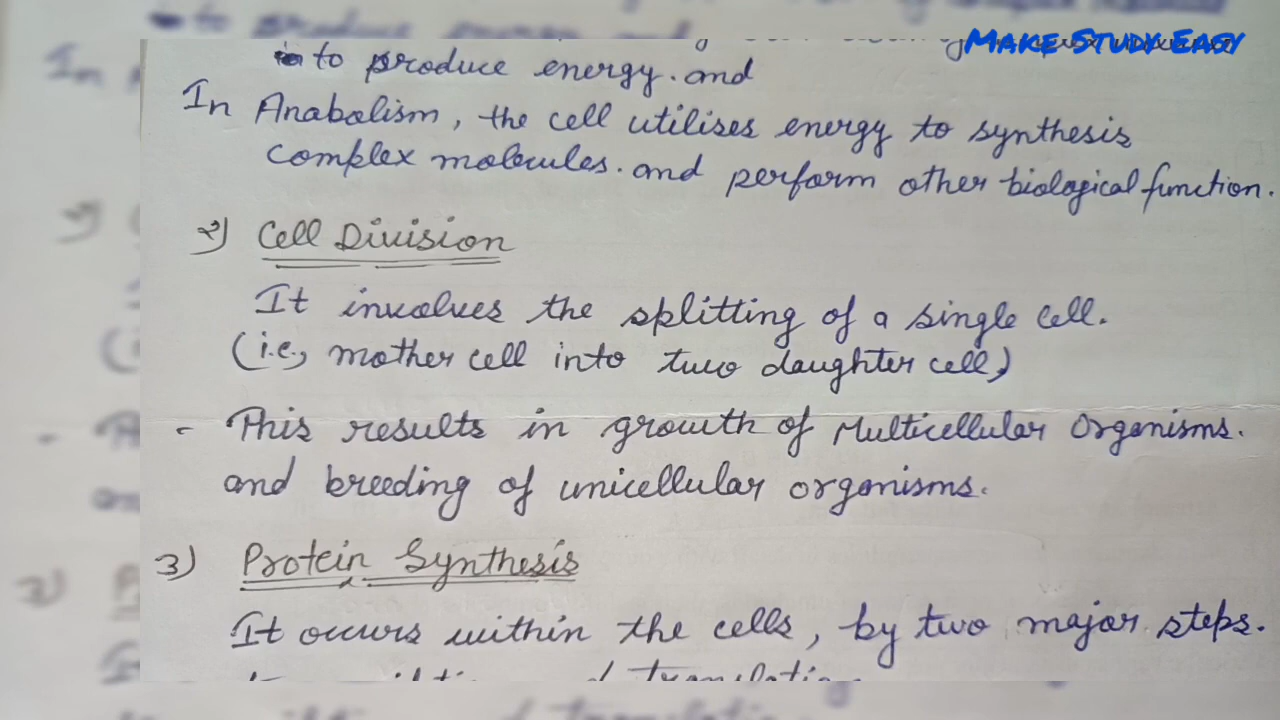 MAKE STUDY EASY
to produce energy. and
In Anabolism, the cell utilises energy to synthesis
complex molecules. and perform other biological function.
2) Cell Division
It involves the splitting of a single cell.
(i.e, mother cell into two daughter cell)
- This results in growth of Multicellular Organisms.
and breeding of unicellular organisms.
3) Protein Synthesis
It occurs within the cells, by two major steps.
translation